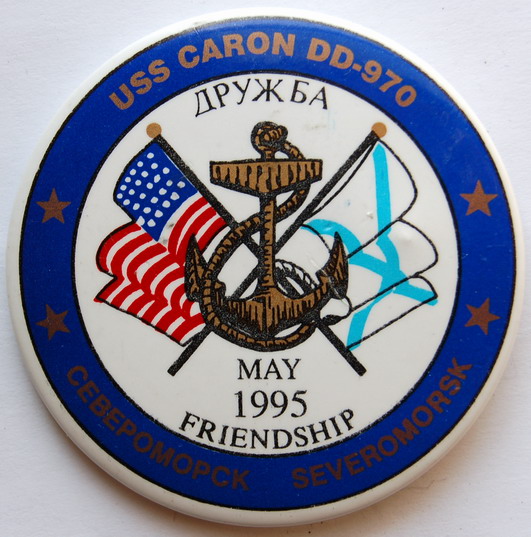 USS CARON DD-970
ДРУЖБА
MAY
1995
FRIENDSHIP
СЕВЕРОМОРСК SEVEROMORSK